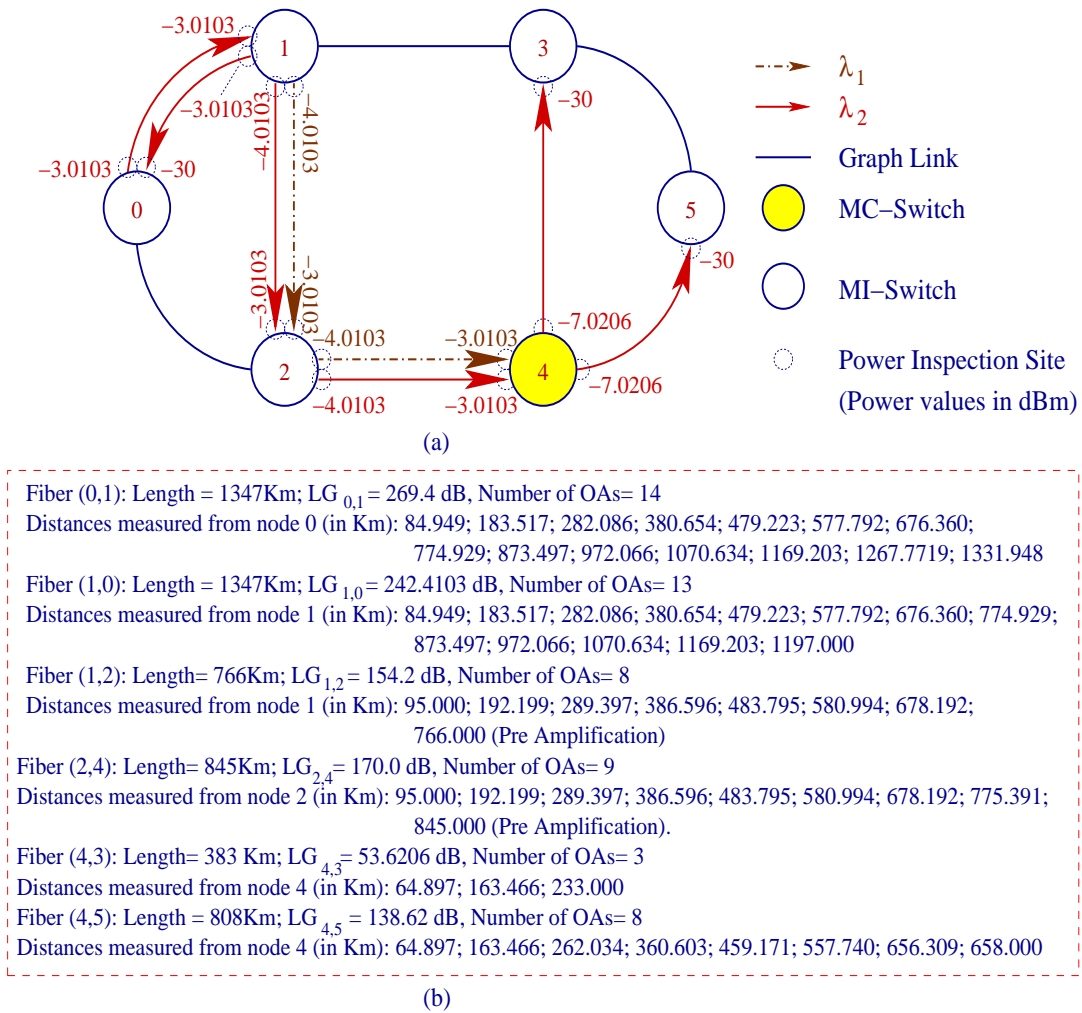 −3.0103
−3.0103
−3.0103
−30
0
1
3
−4.0103
−4.0103
−30
−3.0103
−3.0103
5
−30
−4.0103
−3.0103
−7.0206
2
4
−4.0103
−3.0103
−7.0206
λ1
λ2
Graph Link
MC−Switch
MI−Switch
Power Inspection Site
(Power values in dBm)
(a)
Fiber (0,1): Length = 1347Km; LG 0,1 = 269.4 dB, Number of OAs= 14
Distances measured from node 0 (in Km): 84.949; 183.517; 282.086; 380.654; 479.223; 577.792; 676.360;
774.929; 873.497; 972.066; 1070.634; 1169.203; 1267.7719; 1331.948
Fiber (1,0): Length = 1347Km; LG 1,0 = 242.4103 dB, Number of OAs= 13
Distances measured from node 1 (in Km): 84.949; 183.517; 282.086; 380.654; 479.223; 577.792; 676.360; 774.929;
873.497; 972.066; 1070.634; 1169.203; 1197.000
Fiber (1,2): Length= 766Km; LG 1,2 = 154.2 dB, Number of OAs= 8
Distances measured from node 1 (in Km): 95.000; 192.199; 289.397; 386.596; 483.795; 580.994; 678.192;
766.000 (Pre Amplification)
Fiber (2,4): Length= 845Km; LG 2,4 = 170.0 dB, Number of OAs= 9
Distances measured from node 2 (in Km): 95.000; 192.199; 289.397; 386.596; 483.795; 580.994; 678.192; 775.391;
845.000 (Pre Amplification).
Fiber (4,3): Length= 383 Km; LG 4,3 = 53.6206 dB, Number of OAs= 3
Distances measured from node 4 (in Km): 64.897; 163.466; 233.000
Fiber (4,5): Length = 808Km; LG 4,5 = 138.62 dB, Number of OAs= 8
Distances measured from node 4 (in Km): 64.897; 163.466; 262.034; 360.603; 459.171; 557.740; 656.309; 658.000
(b)